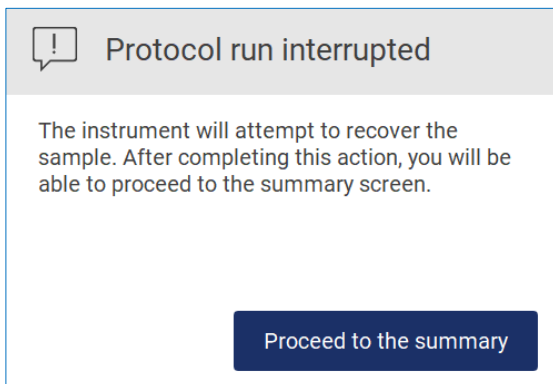 Protocol run interrupted
The instrument will attempt to recover the
sample. After completing this action, you will be
able to proceed to the summary screen.
Proceed to the summary